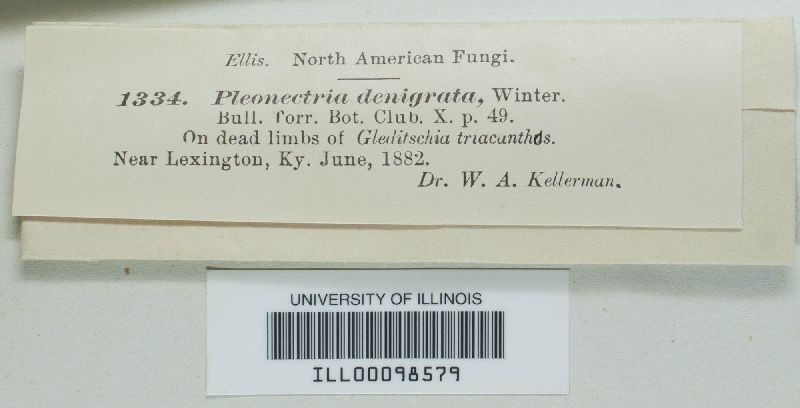 Ellis. North American Fungi.
1334. Pleonectria denigrata, Winter.
Bull. Torr. Bot. Club. X. p. 49.
On dead limbs of Gleditschia triacanthos.
Near Lexington, Ky. June, 1882.
Dr. W. A. Kellerman.
UNIVERSITY OF ILLINOIS
ILL00098579